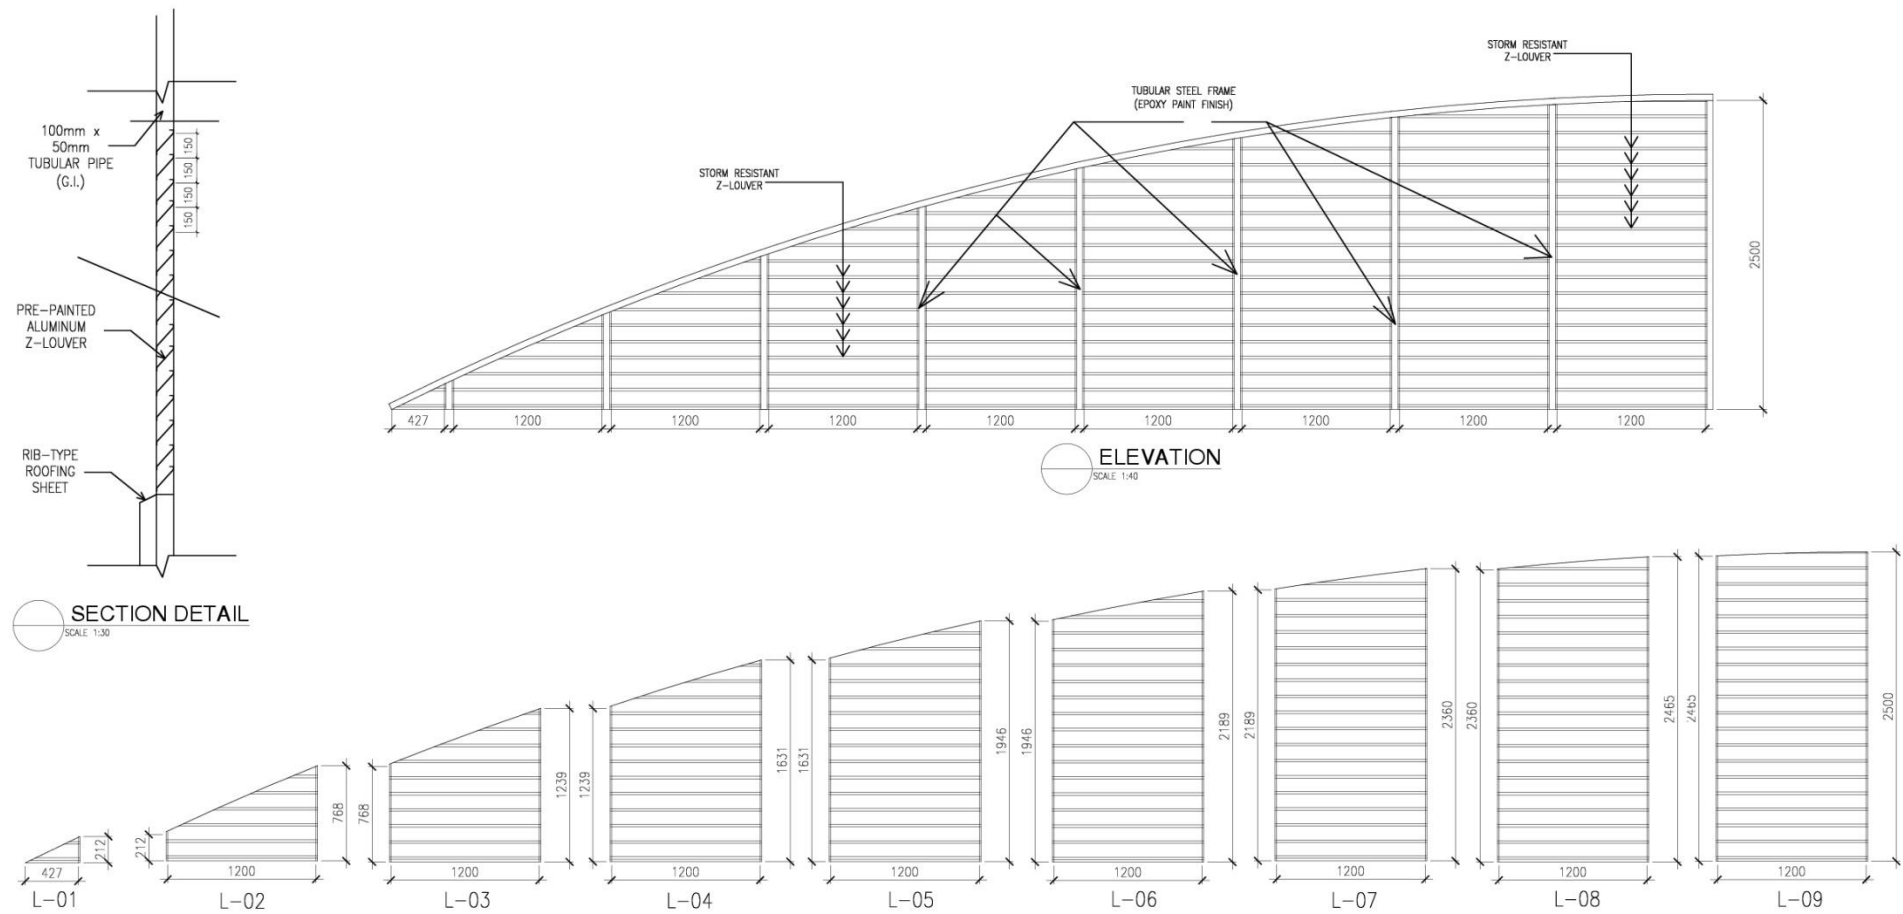 100mm x
50mm
TUBULAR PIPE
(G.I.)
150
150
150
150
PRE-PAINTED
ALUMINUM
Z-LOUVER
RIB-TYPE
ROOFING
SHEET
SECTION DETAIL
SCALE 1:30
STORM RESISTANT
Z-LOUVER
TUBULAR STEEL FRAME
(EPOXY PAINT FINISH)
STORM RESISTANT
Z-LOUVER
2500
427
1200
1200
1200
1200
1200
1200
1200
1200
ELEVATION
SCALE 1:40
212
427
L-01
212
768
1200
L-02
768
1239
1200
L-03
1239
1631
1200
L-04
1631
1946
1200
L-05
1946
2189
1200
L-06
2189
2360
1200
L-07
2360
2465
1200
L-08
2465
2500
1200
L-09